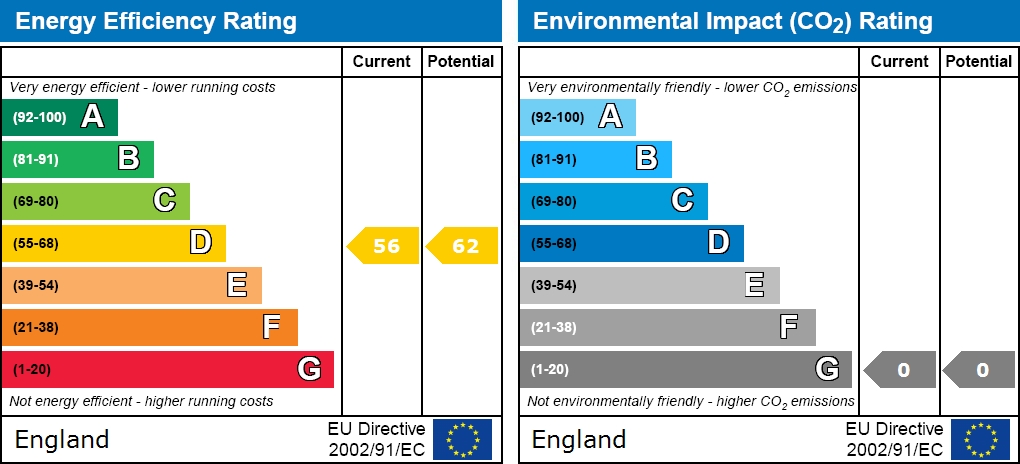 Energy Efficiency Rating
Current Potential
Very energy efficient - lower running costs
(92-100) A
(81-91) B
(69-80) C
(55-68) D 56 62
(39-54) E
(21-38) F
(1-20) G
Not energy efficient - higher running costs
England
EU Directive
2002/91/EC
Environmental Impact (CO2) Rating
Current Potential
Very environmentally friendly - lower CO2 emissions
(92-100) A
(81-91) B
(69-80) C
(55-68) D
(39-54) E
(21-38) F
(1-20) G 0 0
Not environmentally friendly - higher CO2 emissions
England
EU Directive
2002/91/EC